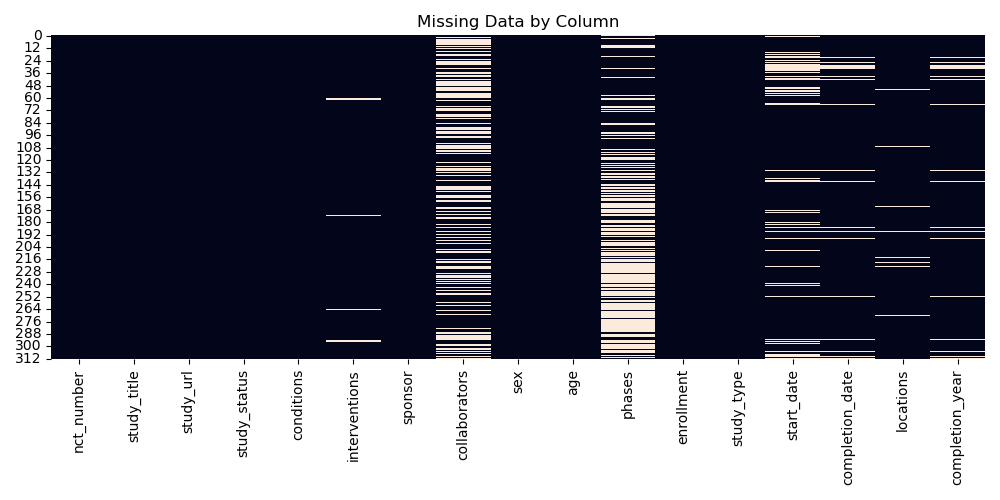 Missing Data by Column
0
12
24
36
48
60
72
84
96
108
120
132
144
156
168
180
192
204
216
228
240
252
264
276
288
300
312
nct_number
study_title
study_url
study_status
conditions
interventions
sponsor
collaborators
sex
age
phases
enrollment
study_type
start_date
completion_date
locations
completion_year